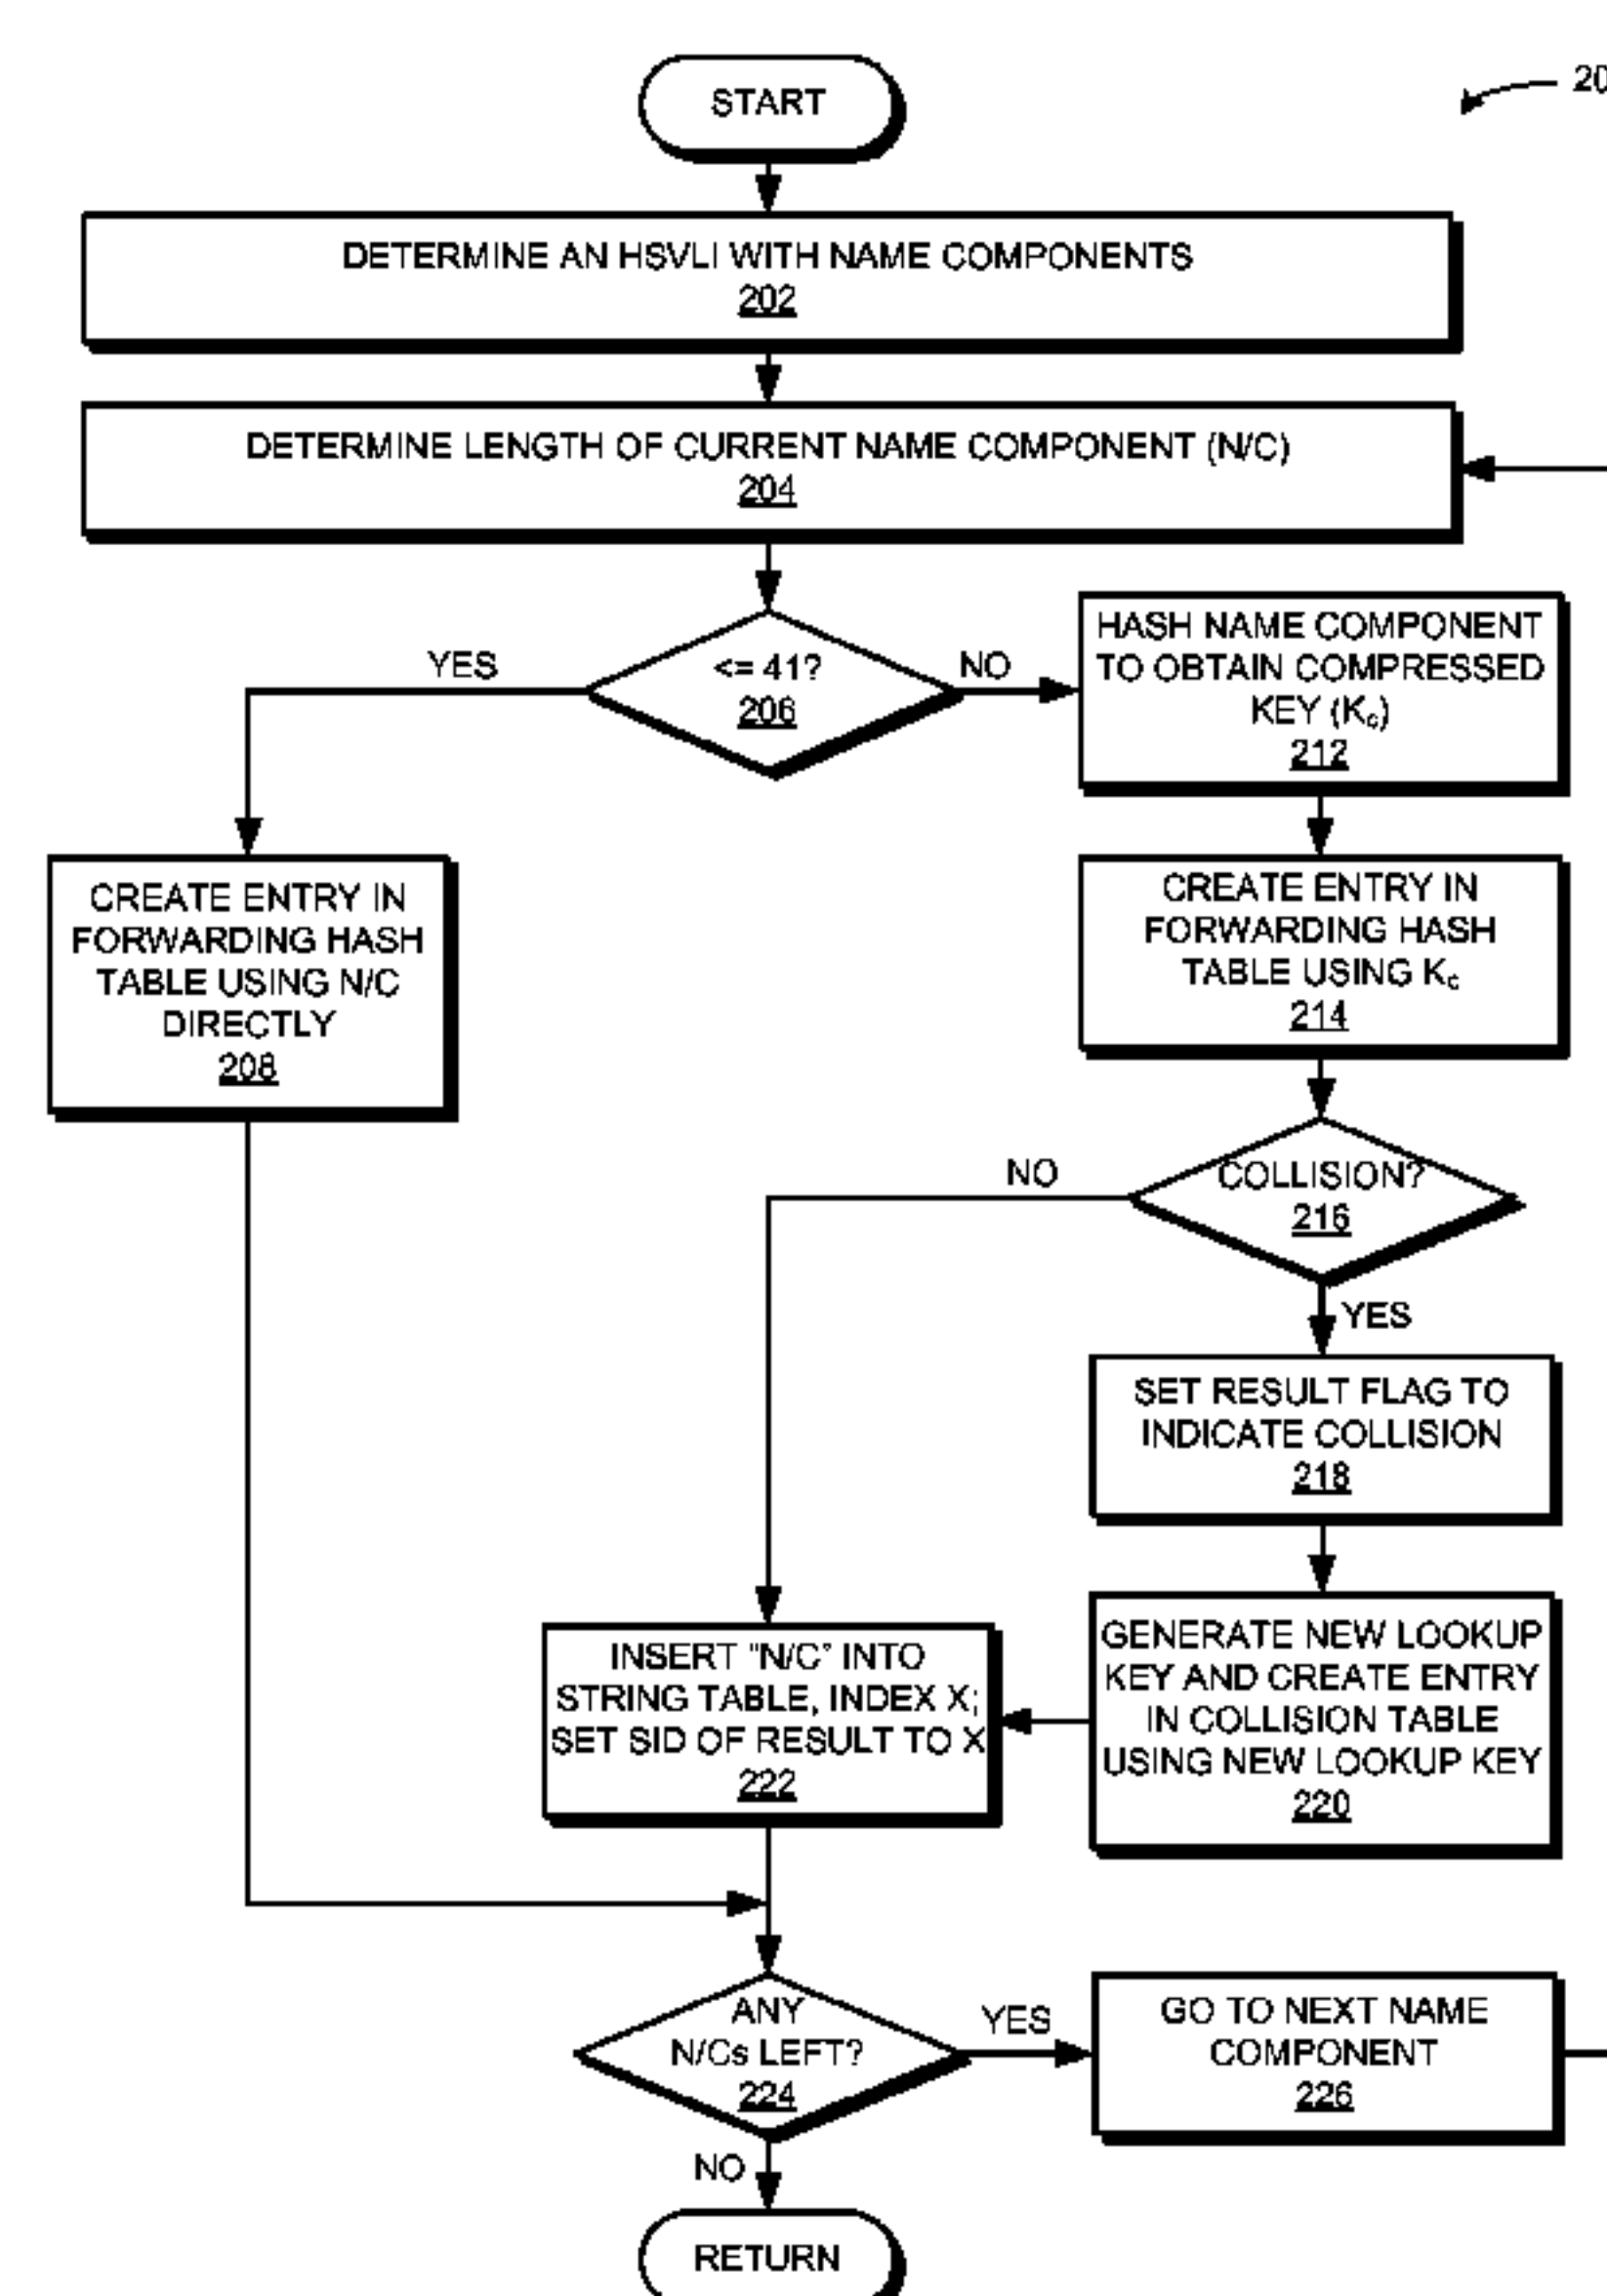 START
20
DETERMINE AN HSVLI WITH NAME COMPONENTS
202
DETERMINE LENGTH OF CURRENT NAME COMPONENT (N/C)
204
<= 41?
206
YES
NO
HASH NAME COMPONENT
TO OBTAIN COMPRESSED
KEY (Kc)
212
CREATE ENTRY IN
FORWARDING HASH
TABLE USING N/C
DIRECTLY
208
CREATE ENTRY IN
FORWARDING HASH
TABLE USING Kc
214
COLLISION?
216
NO
YES
SET RESULT FLAG TO
INDICATE COLLISION
218
GENERATE NEW LOOKUP
KEY AND CREATE ENTRY
IN COLLISION TABLE
USING NEW LOOKUP KEY
220
INSERT "N/C" INTO
STRING TABLE, INDEX X;
SET SID OF RESULT TO X
222
ANY
N/Cs LEFT?
224
YES
GO TO NEXT NAME
COMPONENT
226
NO
RETURN